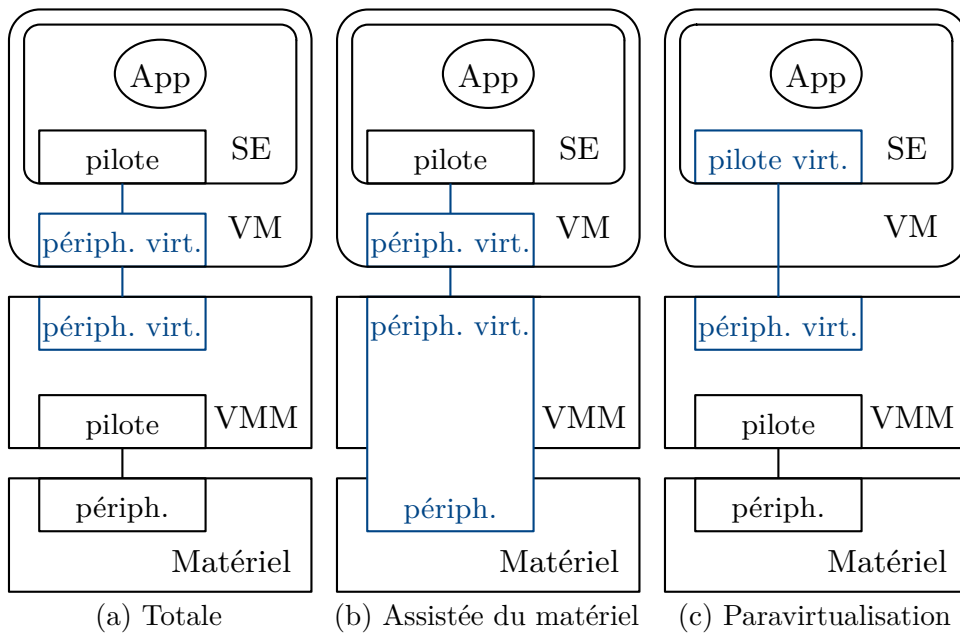 App
pilote
SE
périph. virt.
VM
périph. virt.
pilote
VMM
périph.
Matériel
(a) Totale
App
pilote
SE
périph. virt.
VM
périph. virt.
VMM
périph.
Matériel
(b) Assistée du matériel
App
pilote virt.
SE
VM
périph. virt.
pilote
VMM
périph.
Matériel
(c) Paravirtualisation